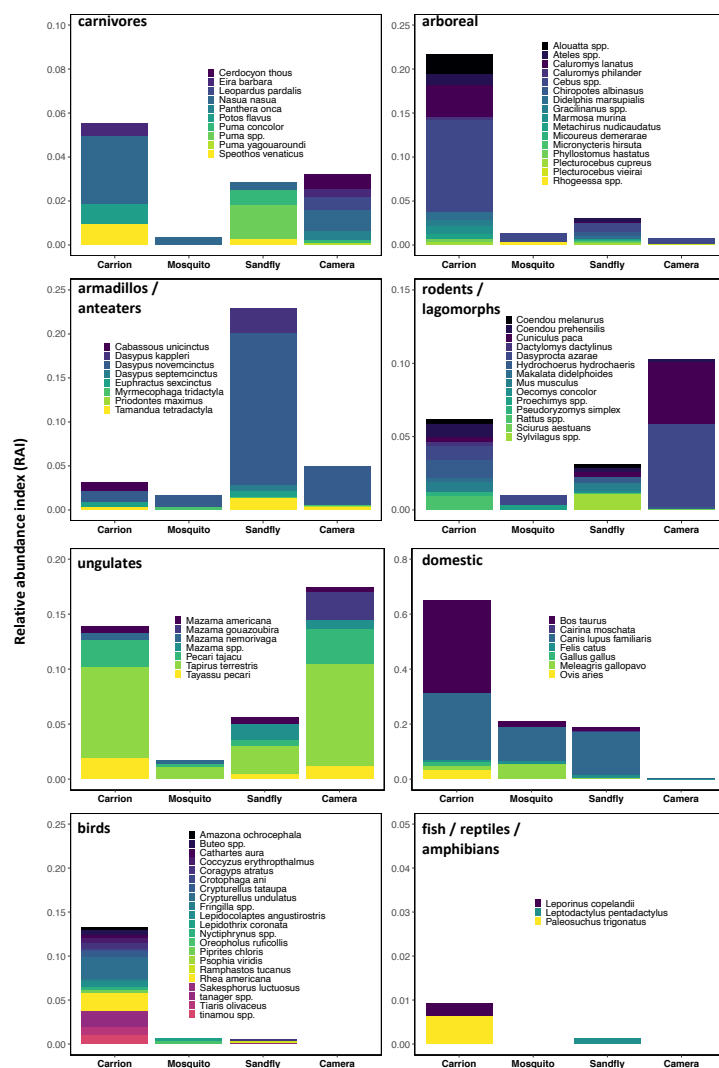 Relative abundance index (RAI)
carnivores
0.10
0.08
0.06
0.04
0.02
0.00
Cerdocyon thous
Eira barbara
Leopardus pardalis
Nasua nasua
Panthera onca
Potos flavus
Puma concolor
Puma spp.
Puma yagouaroundi
Speothos venaticus
Carrion Mosquito Sandfly Camera
arboreal
0.25
0.20
0.15
0.10
0.05
0.00
Alouatta spp.
Ateles spp.
Caluromys lanatus
Caluromys philander
Cebus spp.
Chiropotes albinasus
Didelphis marsupialis
Gracilinanus spp.
Marmosa murina
Metachirus nudicaudatus
Micoureus demerarae
Micronycteris hirsuta
Phyllostomus hastatus
Plecturocebus cupreus
Plecturocebus vieirai
Rhogeessa spp.
Carrion Mosquito Sandfly Camera
armadillos /
anteaters
0.25
0.20
0.15
0.10
0.05
0.00
Cabassous unicinctus
Dasypus kappleri
Dasypus novemcinctus
Dasypus septemcinctus
Euphractus sexcinctus
Myrmecophaga tridactyla
Priodontes maximus
Tamandua tetradactyla
Carrion Mosquito Sandfly Camera
rodents /
lagomorphs
0.15
0.10
0.05
0.00
Coendou melanurus
Coendou prehensilis
Cuniculus paca
Dactylomys dactylinus
Dasyprocta azarae
Hydrochoerus hydrochaeris
Makalata didelphoides
Mus musculus
Oecomys concolor
Proechimys spp.
Pseudoryzomys simplex
Rattus spp.
Sciurus aestuans
Sylvilagus spp.
Carrion Mosquito Sandfly Camera
ungulates
0.20
0.15
0.10
0.05
0.00
Mazama americana
Mazama gouazoubira
Mazama nemorivaga
Mazama spp.
Pecari tajacu
Tapirus terrestris
Tayassu pecari
Carrion Mosquito Sandfly Camera
domestic
0.8
0.6
0.4
0.2
0.0
Bos taurus
Cairina moschata
Canis lupus familiaris
Felis catus
Gallus gallus
Meleagris gallopavo
Ovis aries
Carrion Mosquito Sandfly Camera
birds
0.25
0.20
0.15
0.10
0.05
0.00
Amazona ochrocephala
Buteo spp.
Cathartes aura
Coccyzus erythropthalmus
Coragyps atratus
Crotophaga ani
Crypturellus tataupa
Crypturellus undulatus
Fringilla spp.
Lepidocolaptes angustirostris
Lepidothrix coronata
Nyctiphrynus spp.
Oreopholus ruficollis
Piprites chloris
Psophia viridis
Ramphastos tucanus
Rhea americana
Sakesphorus luctuosus
tanager spp.
Tiaris olivaceus
tinamou spp.
Carrion Mosquito Sandfly Camera
fish / reptiles /
amphibians
0.05
0.04
0.03
0.02
0.01
0.00
Leporinus copelandii
Leptodactylus pentadactylus
Paleosuchus trigonatus
Carrion Mosquito Sandfly Camera